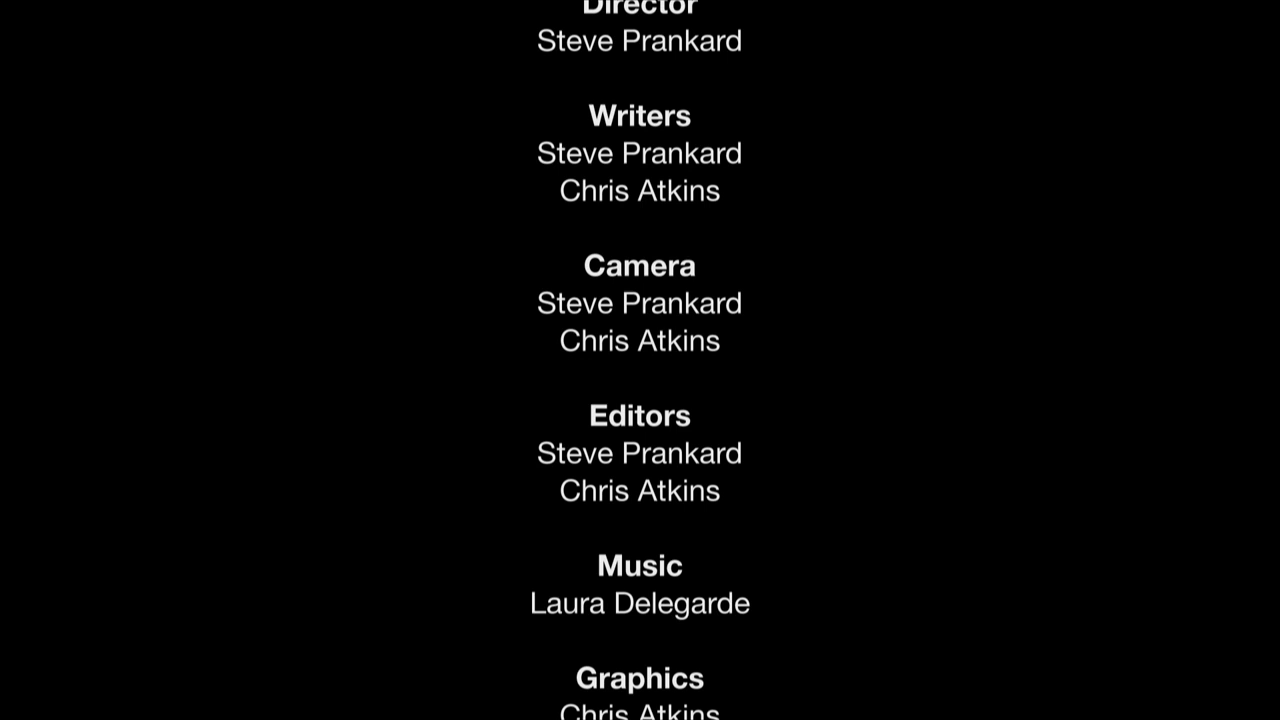 Director
Steve Prankard
Writers
Steve Prankard
Chris Atkins
Camera
Steve Prankard
Chris Atkins
Editors
Steve Prankard
Chris Atkins
Music
Laura Delegarde
Graphics
Chris Atkins